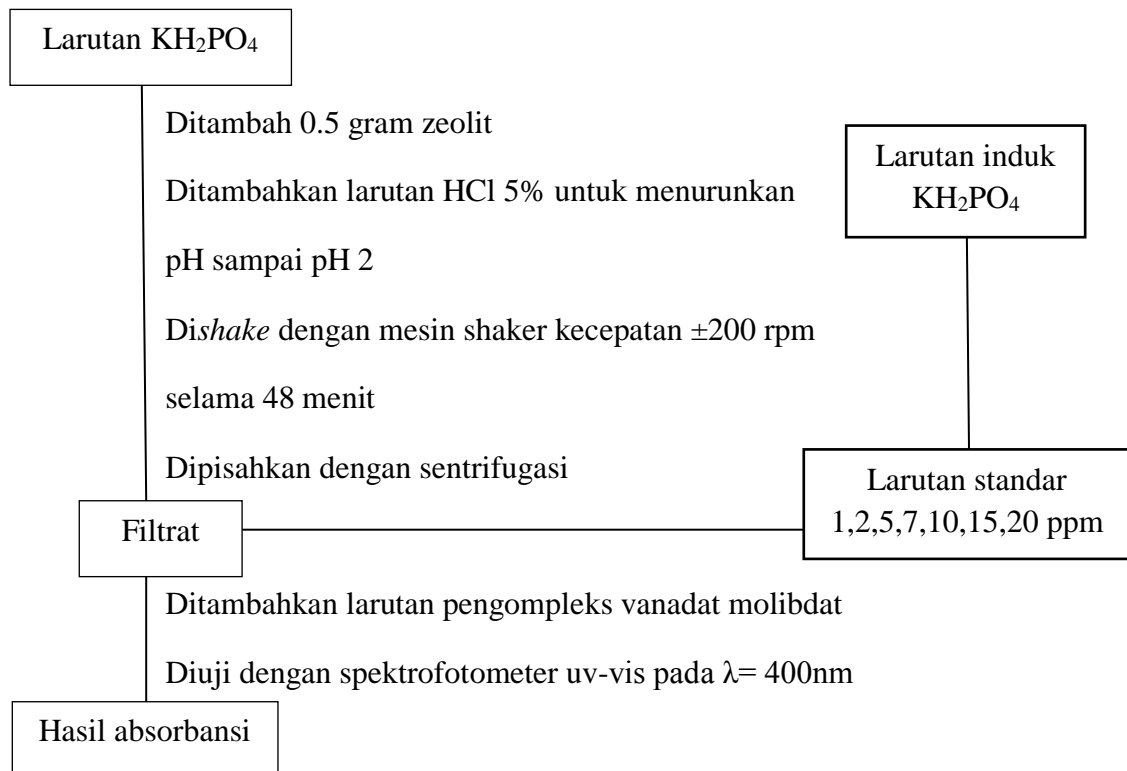 Larutan KH₂PO₄
Ditambah 0.5 gram zeolit
Ditambahkan larutan HCl 5% untuk menurunkan
pH sampai pH 2
Dishake dengan mesin shaker kecepatan ±200 rpm
selama 48 menit
Dipisahkan dengan sentrifugasi
Larutan induk
KH₂PO₄
Larutan standar
1,2,5,7,10,15,20 ppm
Filtrat
Ditambahkan larutan pengompleks vanadat molibdat
Diuji dengan spektrofotometer uv-vis pada λ= 400nm
Hasil absorbansi